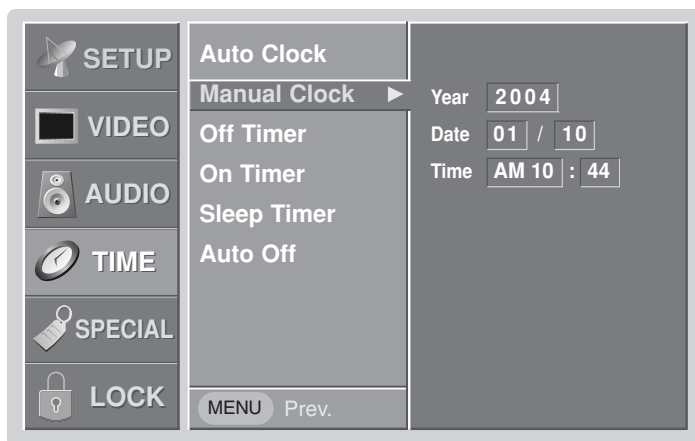 SETUP
VIDEO
AUDIO
TIME
SPECIAL
LOCK
Auto Clock
Manual Clock ►
Off Timer
On Timer
Sleep Timer
Auto Off
MENU Prev.
Year 2004
Date 01 / 10
Time AM 10 : 44